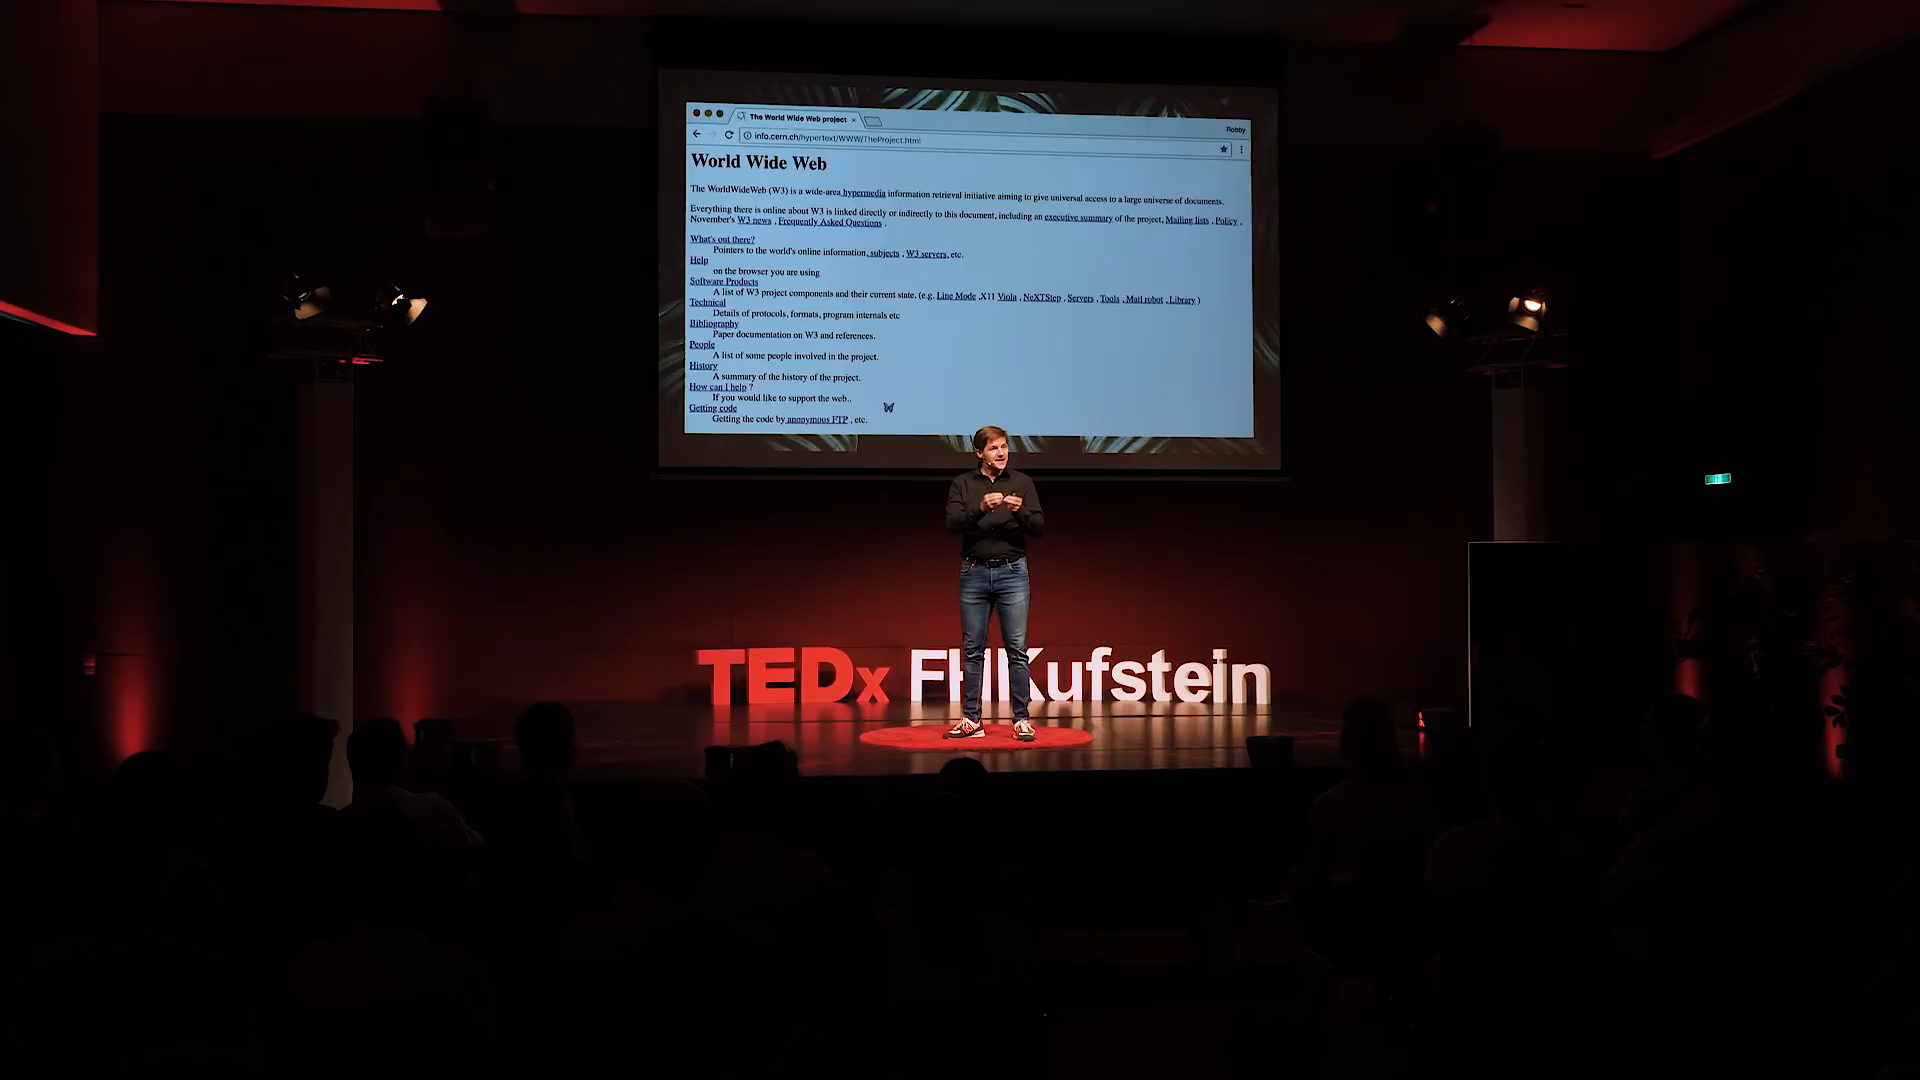 The World Wide Web project
Robby
info.cern.ch/hypertext/WWW/TheProject.html
World Wide Web
The WorldWideWeb (W3) is a wide-area hypermedia information retrieval initiative aiming to give universal access to a large universe of documents.
Everything there is online about W3 is linked directly or indirectly to this document, including an executive summary of the project, Mailing lists , Policy ,
November's W3 news , Frequently Asked Questions .
What's out there?
Pointers to the world's online information, subjects , W3 servers, etc.
Help
on the browser you are using
Software Products
A list of W3 project components and their current state. (e.g. Line Mode ,X11 Viola , NeXTStep , Servers , Tools , Mail robot , Library )
Technical
Details of protocols, formats, program internals etc
Bibliography
Paper documentation on W3 and references.
People
A list of some people involved in the project.
History
A summary of the history of the project.
How can I help ?
If you would like to support the web..
Getting code
Getting the code by anonymous FTP , etc.
TEDx FHKufstein